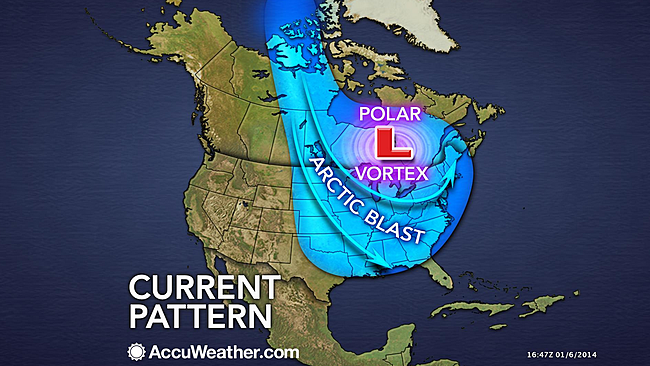 POLAR
L
VORTEX
ARCTIC BLAST
CURRENT
PATTERN
AccuWeather.com
16:47Z 01/6/2014